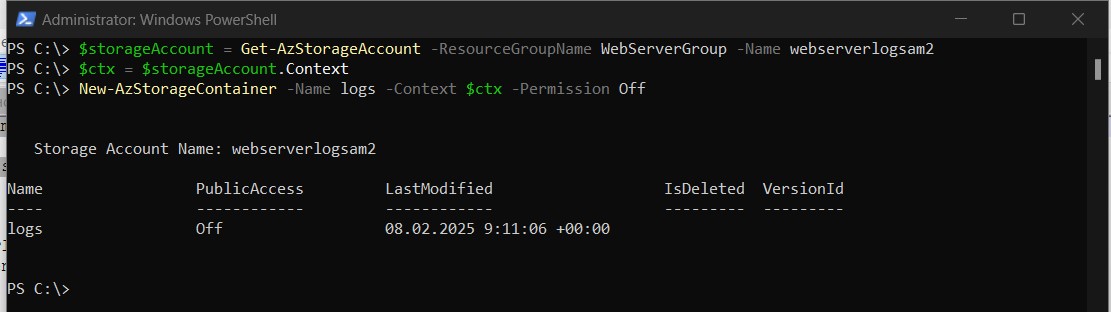 Administrator: Windows PowerShell
PS C:\> $storageAccount = Get-AzStorageAccount -ResourceGroupName WebServerGroup -Name webserverlogsam2
PS C:\> $ctx = $storageAccount.Context
PS C:\> New-AzStorageContainer -Name logs -Context $ctx -Permission Off
Storage Account Name: webserverlogsam2
Name PublicAccess LastModified IsDeleted VersionId
---- ------------ ------------ --------- ---------
logs Off 08.02.2025 9:11:06 +00:00
PS C:\>